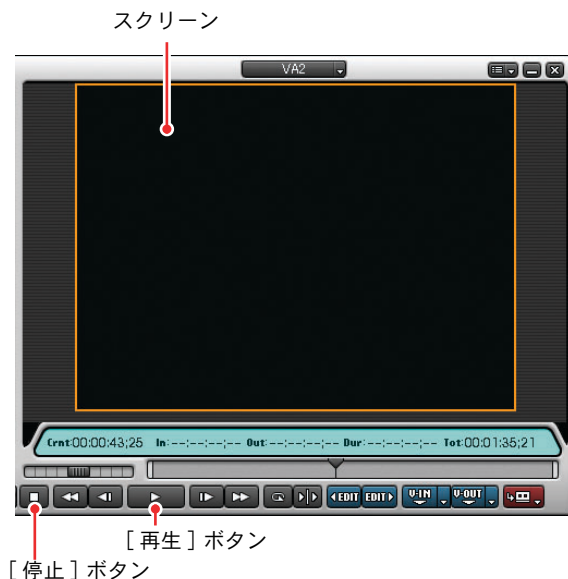 スクリーン
VA2
Crnt:00:00:43;25 In:--;--;--;-- Out:--;--;--;-- Dur:--;--;--;-- Tot:00:01:35;21
EDIT EDIT V-IN V-OUT
[再生]ボタン
[停止]ボタン